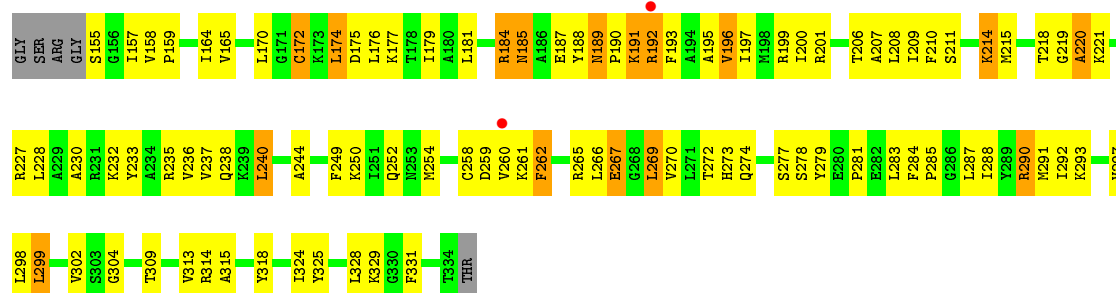 GLY SER ARG GLY S155 G156 I157 V158 P159 I164 V165 L170 G171 C172 K173 L174 D175 L176 K177 T178 I179 A180 L181 R184 N185 A186 E187 Y188 N189 P190 K191 R192 F193 A194 A195 V196 I197 M198 R199 I200 R201 T206 A207 L208 I209 F210 S211 K214 M215 T218 G219 A220 K221
R227 L228 A229 A230 R231 K232 Y233 A234 R235 V236 V237 Q238 K239 L240 A244 F249 K250 I251 Q252 N253 M254 C258 D259 V260 K261 F262 R265 L266 E267 G268 L269 V270 L271 T272 H273 Q274 S277 S278 Y279 E280 P281 E282 L283 F284 P285 G286 L287 I288 Y289 R290 M291 I292 K293
L298 L299 V302 S303 G304 T309 V313 R314 A315 Y318 I324 Y325 L328 K329 G330 F331 T334 THR